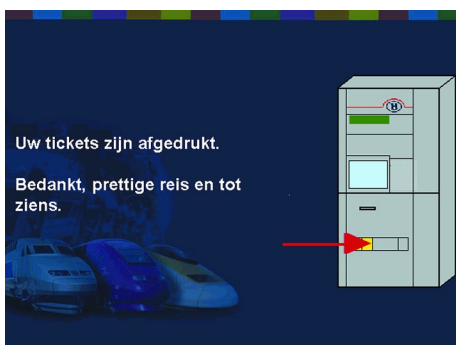 Uw tickets zijn afgedrukt.
Bedankt, prettige reis en tot
ziens.
B